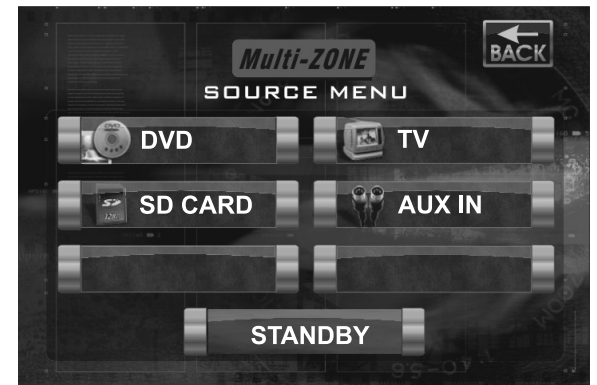 Multi-ZONE
BACK
SOURCE MENU
DVD
TV
SD CARD
AUX IN
STANDBY